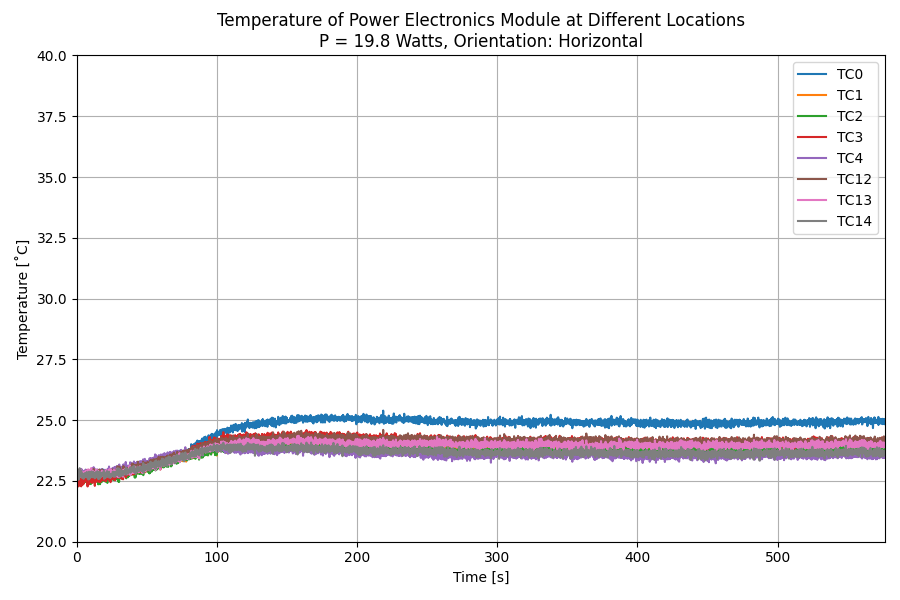 Temperature of Power Electronics Module at Different Locations
P = 19.8 Watts, Orientation: Horizontal
40.0
37.5
35.0
32.5
30.0
27.5
25.0
22.5
20.0
Temperature [˚C]
0
100
200
300
400
500
Time [s]
TC0
TC1
TC2
TC3
TC4
TC12
TC13
TC14